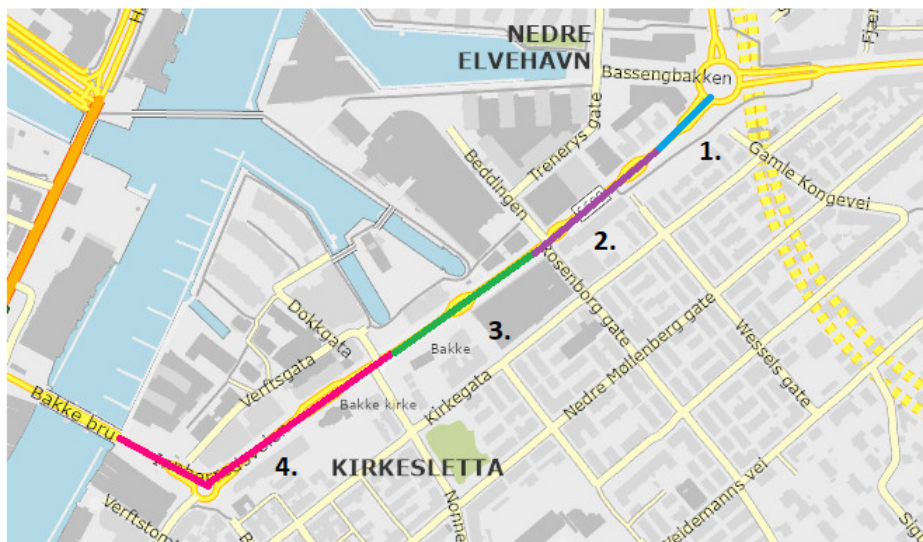 NEDRE
ELVEHAVN
Bassengbakken
1.
Trenerys gate
Beddingen
Gamle Kongevei
2.
Rosenborg gate
3.
Dokkgata
Bakke
Wessels gate
Verftsgata
Bakke kirke
Kirkegata
Nedre Møllenberg gate
Bakke bru
4.
KIRKESLETTA